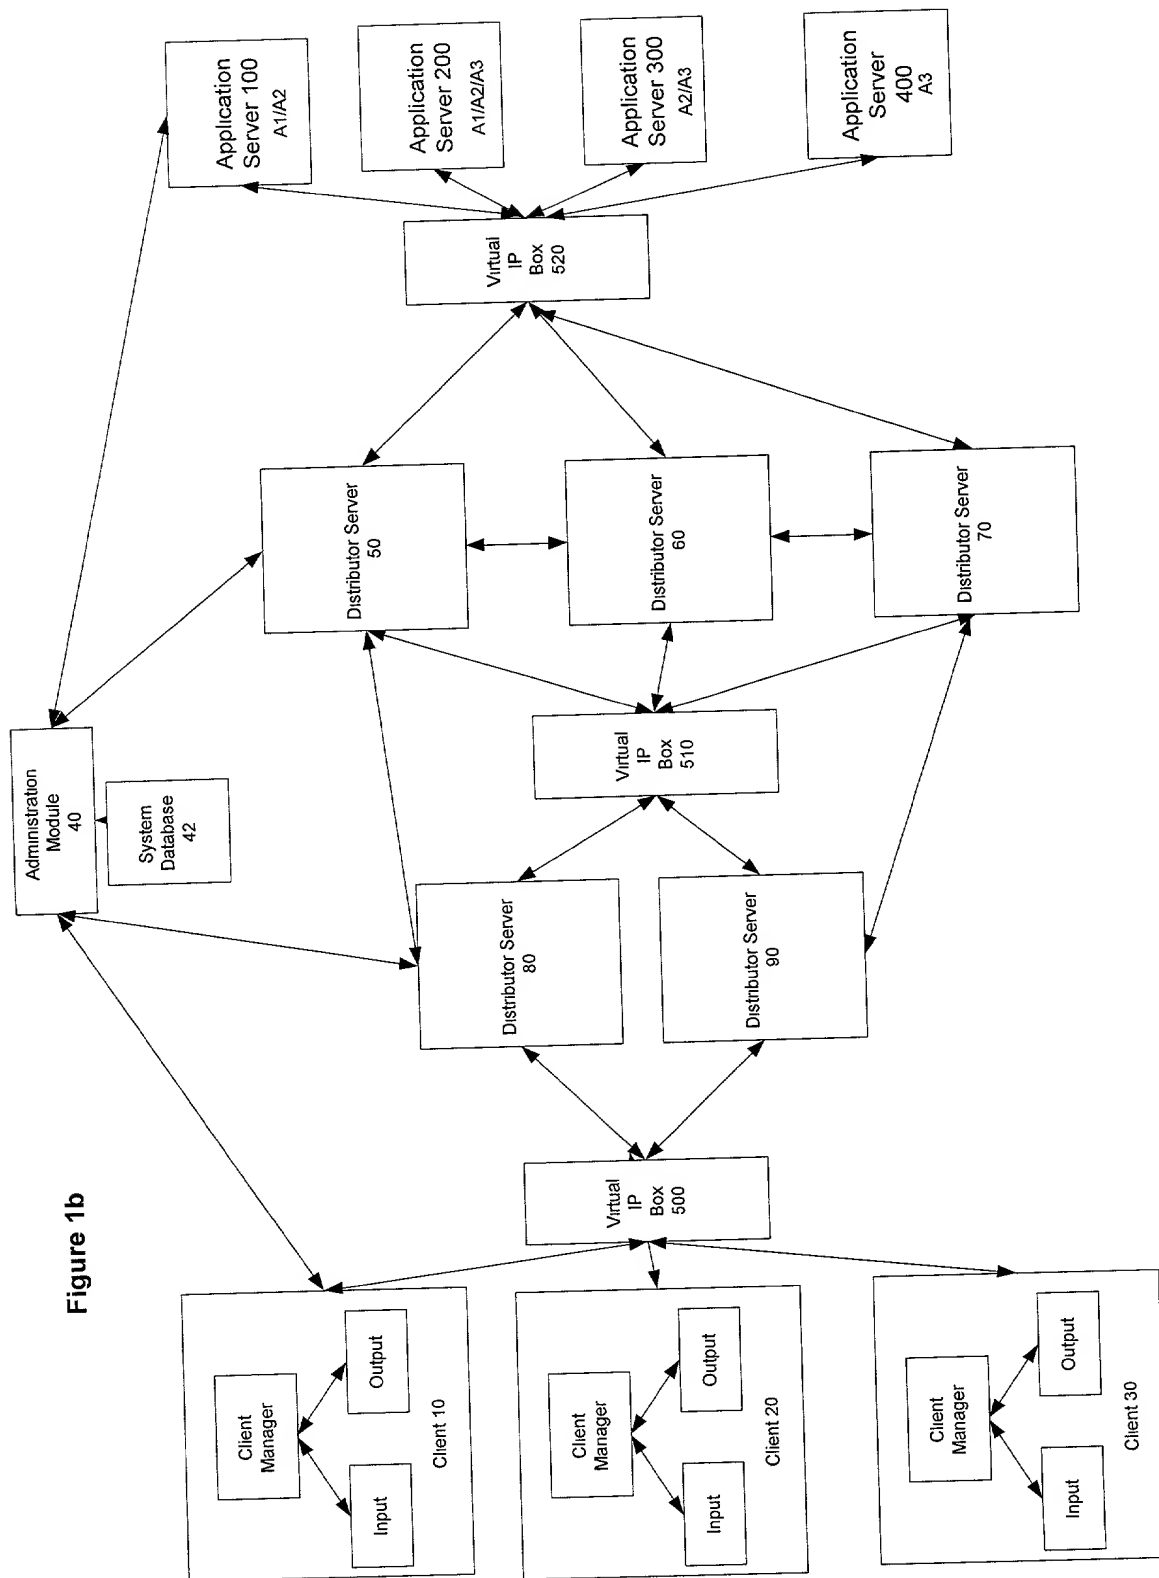 Figure 1b
Administration
Module
40
System
Database
42
Client
Manager
Input
Output
Client 10
Client
Manager
Input
Output
Client 20
Client
Manager
Input
Output
Client 30
Virtual
IP
Box
500
Distributor Server
80
Distributor Server
90
Virtual
IP
Box
510
Distributor Server
50
Distributor Server
60
Distributor Server
70
Virtual
IP
Box
520
Application
Server 100
A1/A2
Application
Server 200
A1/A2/A3
Application
Server 300
A2/A3
Application
Server
400
A3